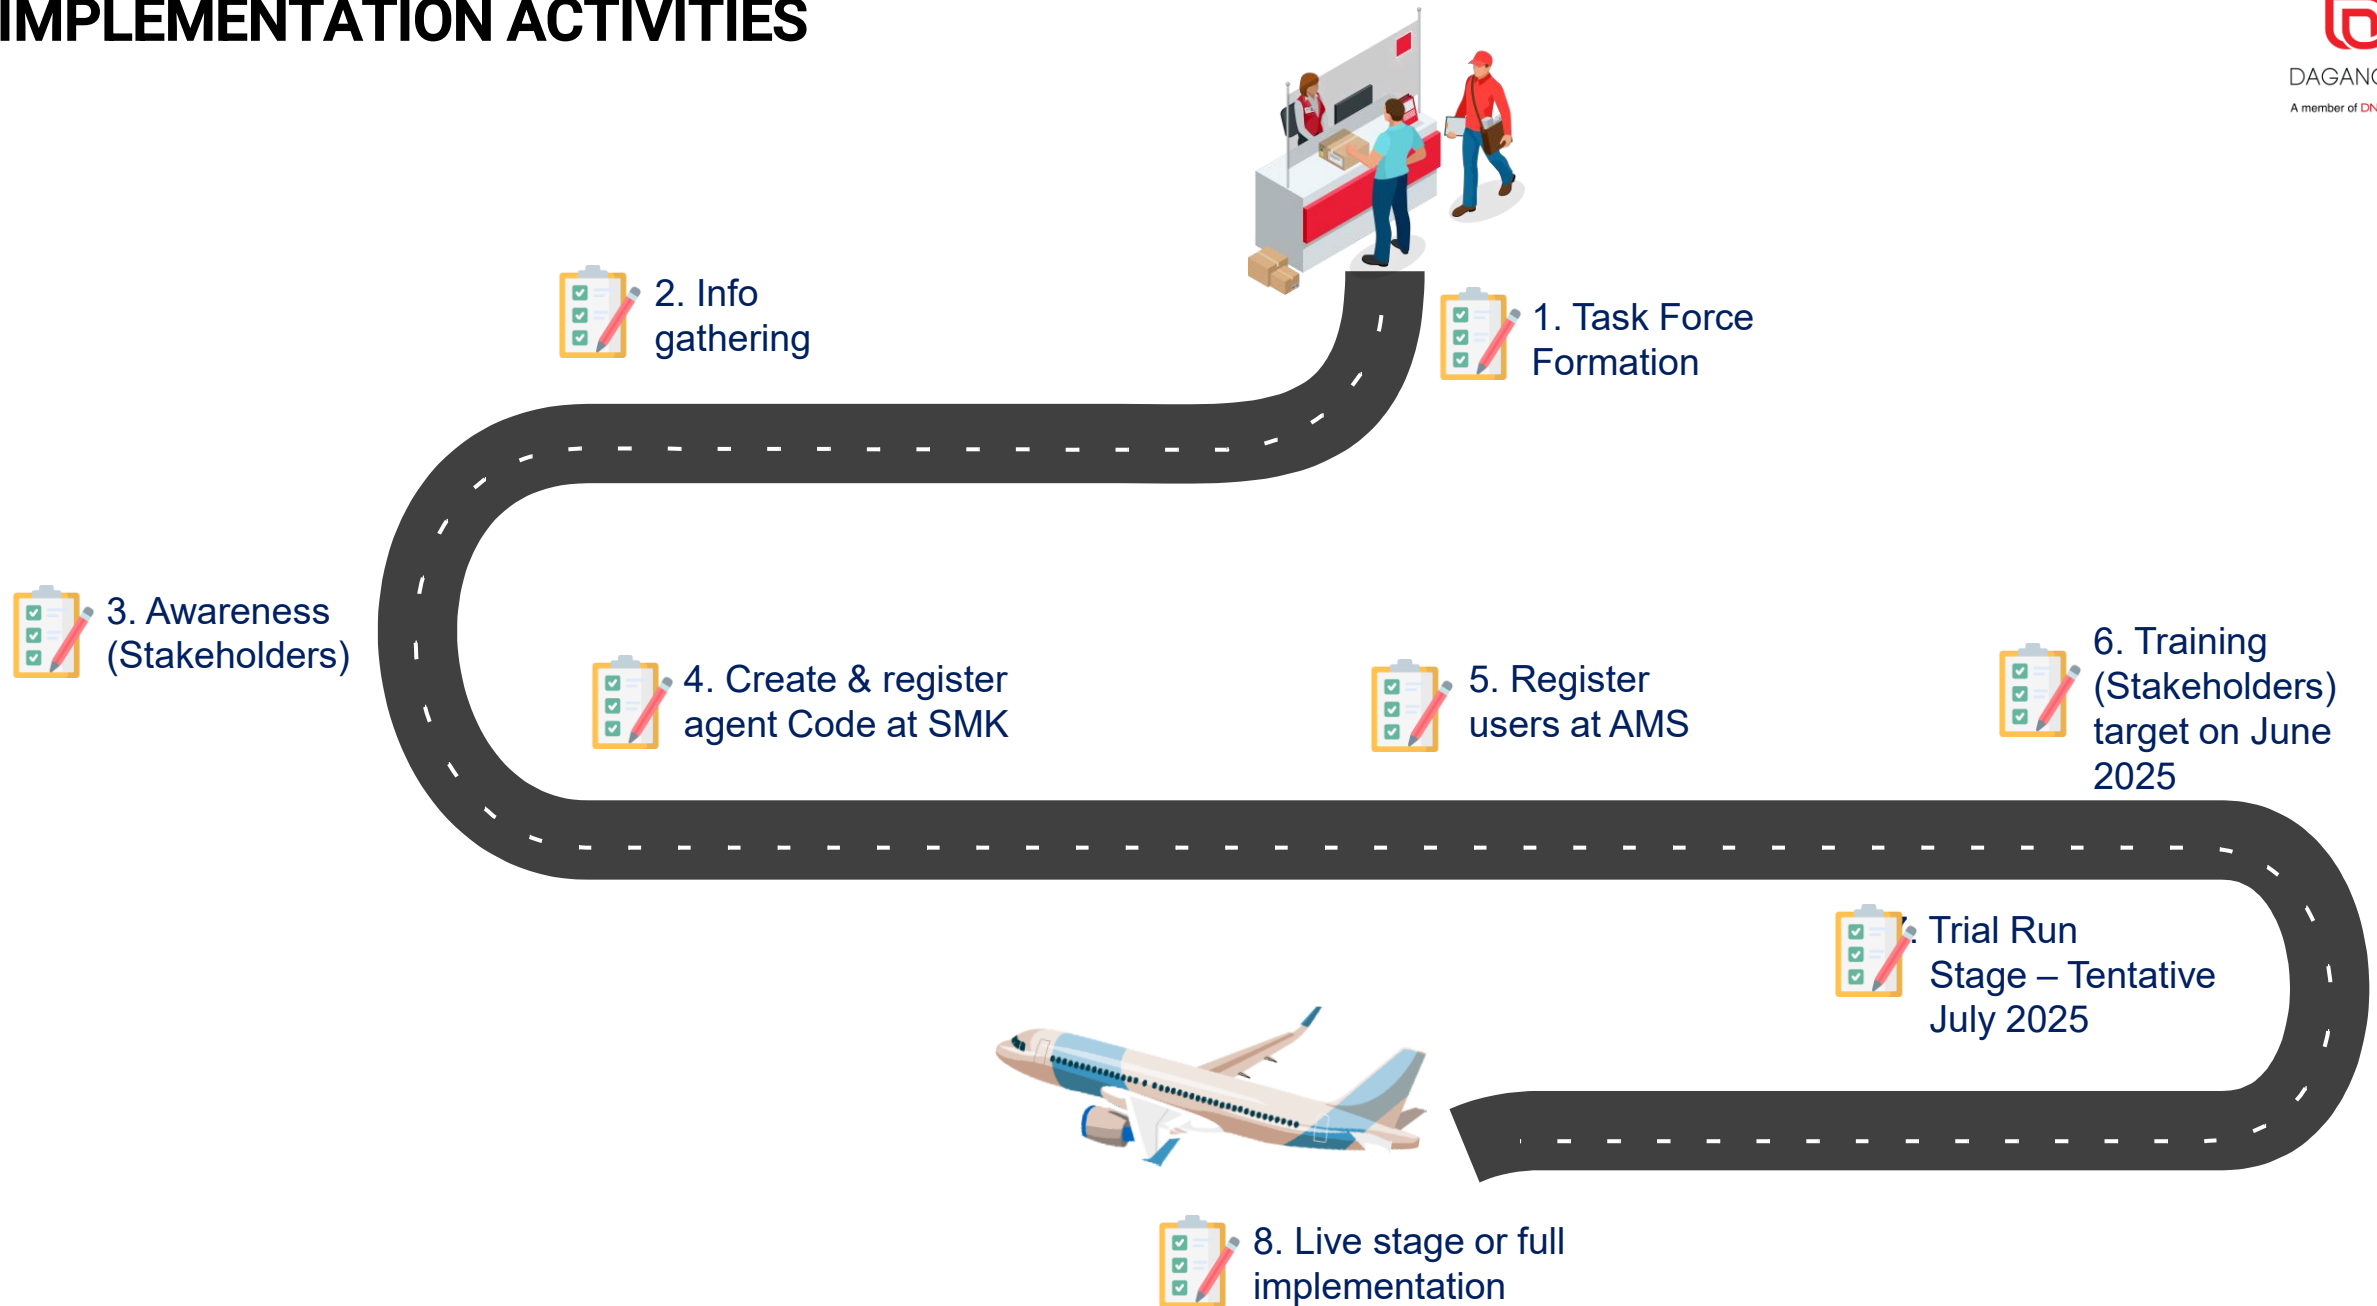 IMPLEMENTATION ACTIVITIES
A member of
1. Task Force
Formation
2. Info
gathering
3. Awareness
(Stakeholders)
4. Create & register
agent Code at SMK
5. Register
users at AMS
6. Training
(Stakeholders)
target on June
2025
Trial Run
Stage – Tentative
July 2025
8. Live stage or full
implementation